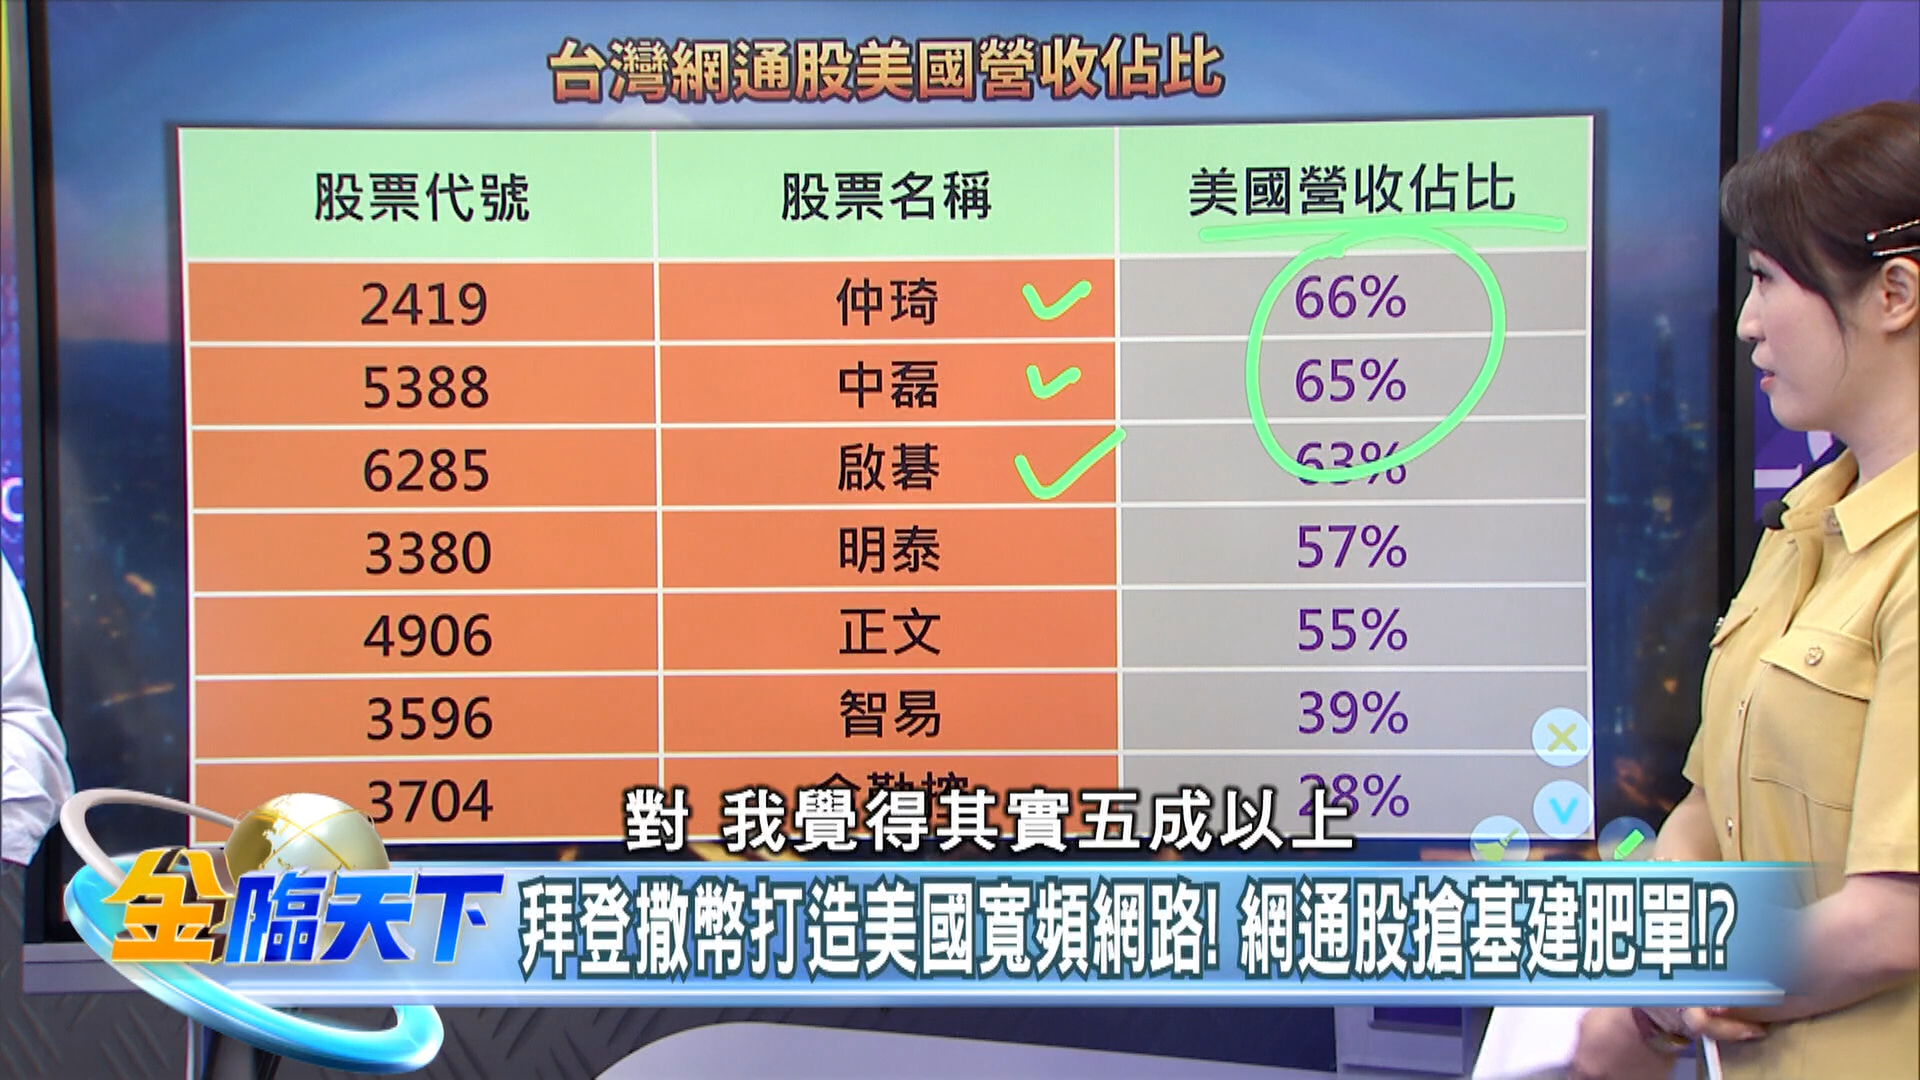 台灣網通股美國營收佔比
股票代號 股票名稱 美國營收佔比
2419 仲琦 66%
5388 中磊 65%
6285 啟碁 63%
3380 明泰 57%
4906 正文 55%
3596 智易 39%
3704 28%
對 我覺得其實五成以上
金臨天下
拜登撒幣打造美國寬頻網路! 網通股搶基建肥單!?